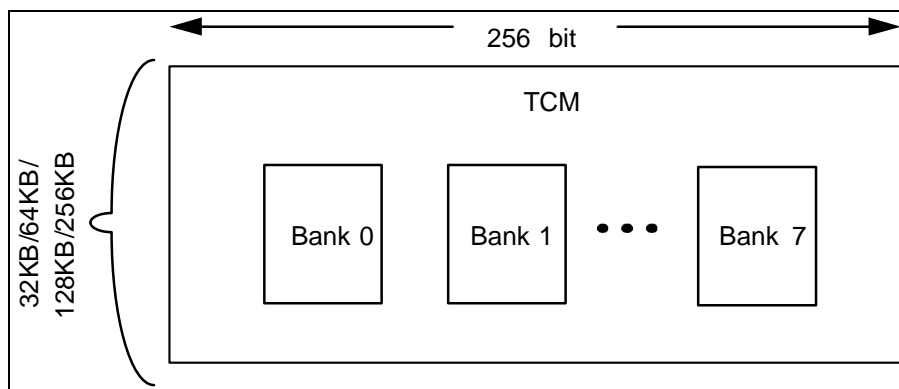 256 bit
TCM
32KB/64KB/
128KB/256KB
Bank 0
Bank 1
Bank 7